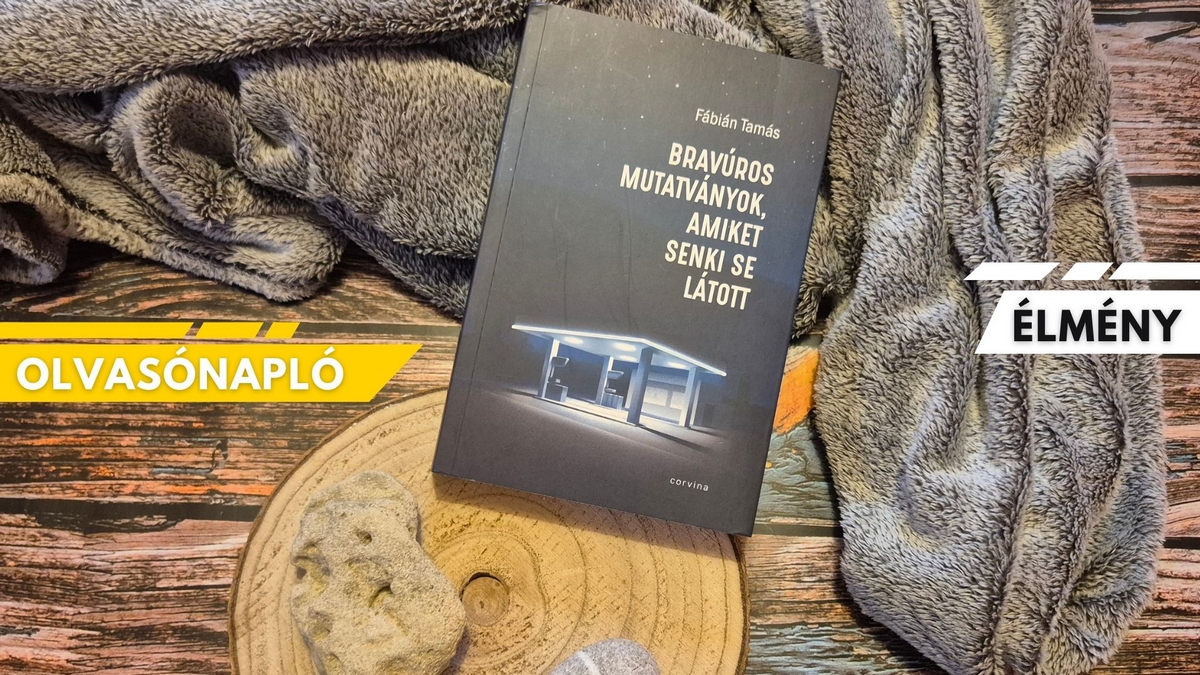 Fábián Tamás
BRAVÚROS
MUTATVÁNYOK,
AMIKET
SENKI SE
LÁTOTT
corvina
OLVASÓNAPLÓ
ÉLMÉNY